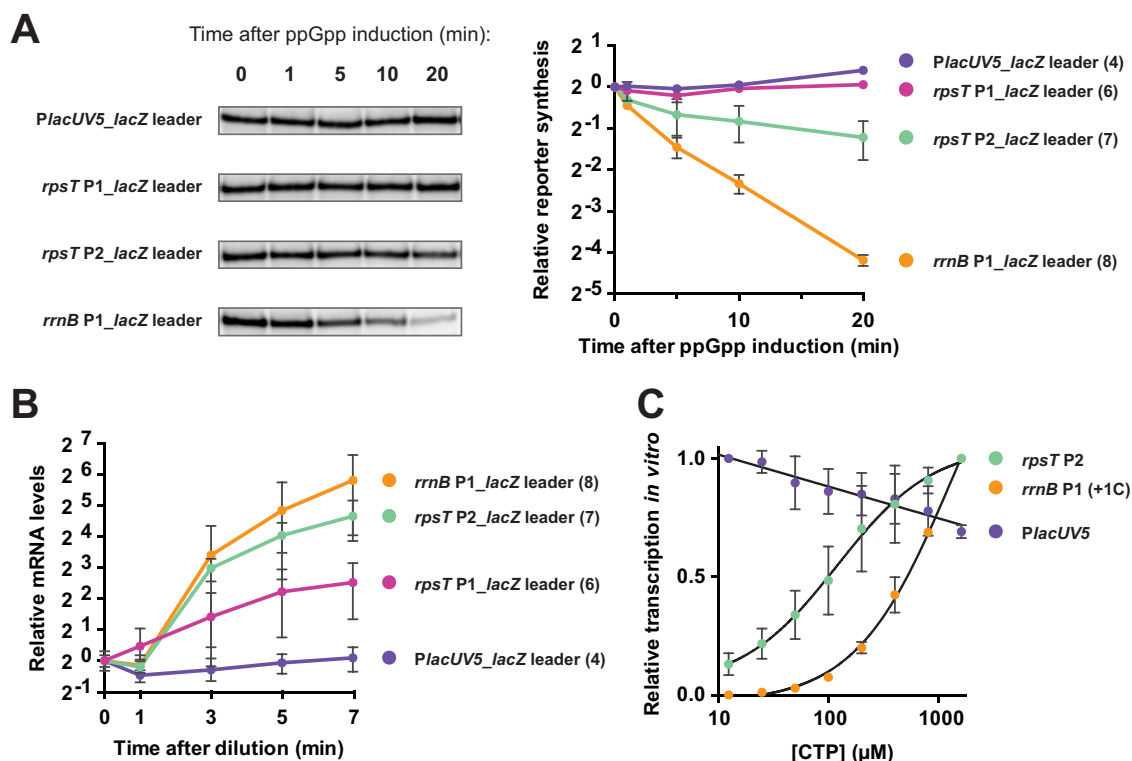 A
Time after ppGpp induction (min):
0 1 5 10 20
PlacUV5_lacZ leader
rpsT P1_lacZ leader
rpsT P2_lacZ leader
rrnB P1_lacZ leader
Relative reporter synthesis
2 1
2 0
2 -1
2 -2
2 -3
2 -4
2 -5
0 10 20
Time after ppGpp induction (min)
PlacUV5_lacZ leader (4)
rpsT P1_lacZ leader (6)
rpsT P2_lacZ leader (7)
rrnB P1_lacZ leader (8)
B
Relative mRNA levels
2 7
2 6
2 5
2 4
2 3
2 2
2 1
2 0
2 -1
0 1 3 5 7
Time after dilution (min)
rrnB P1_lacZ leader (8)
rpsT P2_lacZ leader (7)
rpsT P1_lacZ leader (6)
PlacUV5_lacZ leader (4)
C
Relative transcription in vitro
1.0
0.5
0.0
10 100 1000
[CTP] (µM)
rpsT P2
rrnB P1 (+1C)
PlacUV5